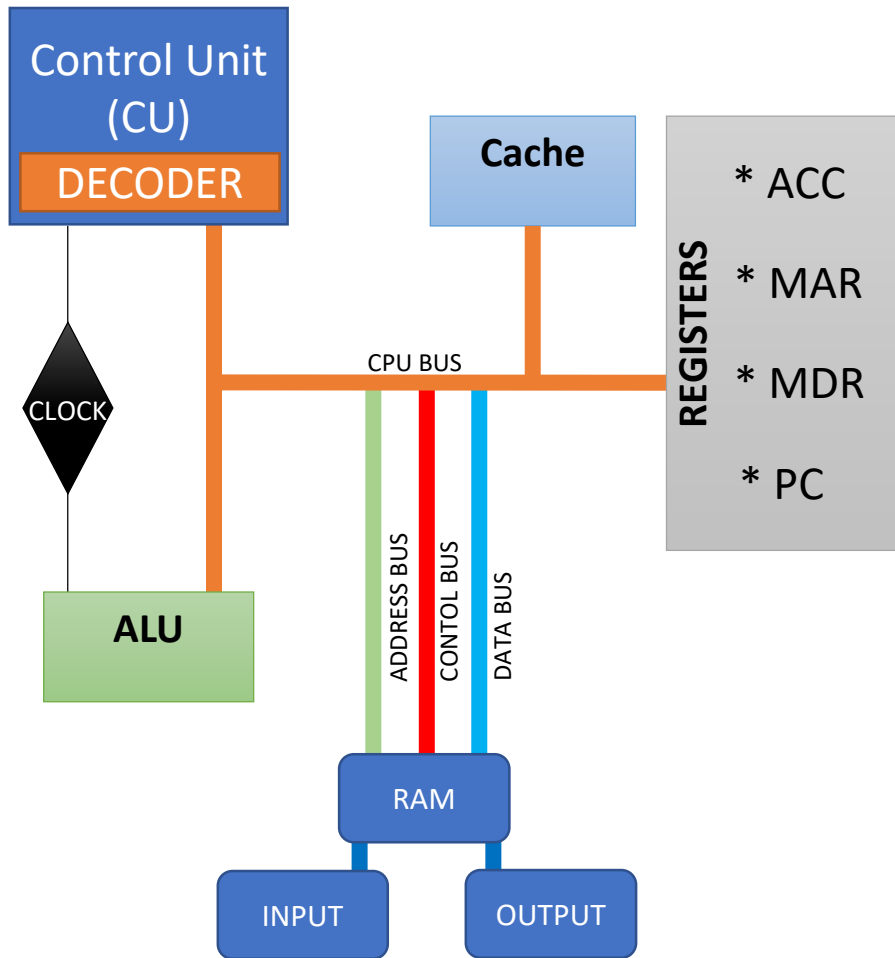 Control Unit
(CU)
DECODER
Cache
REGISTERS
* ACC
* MAR
* MDR
* PC
CPU BUS
CLOCK
ADDRESS BUS
CONTOL BUS
DATA BUS
ALU
RAM
INPUT
OUTPUT